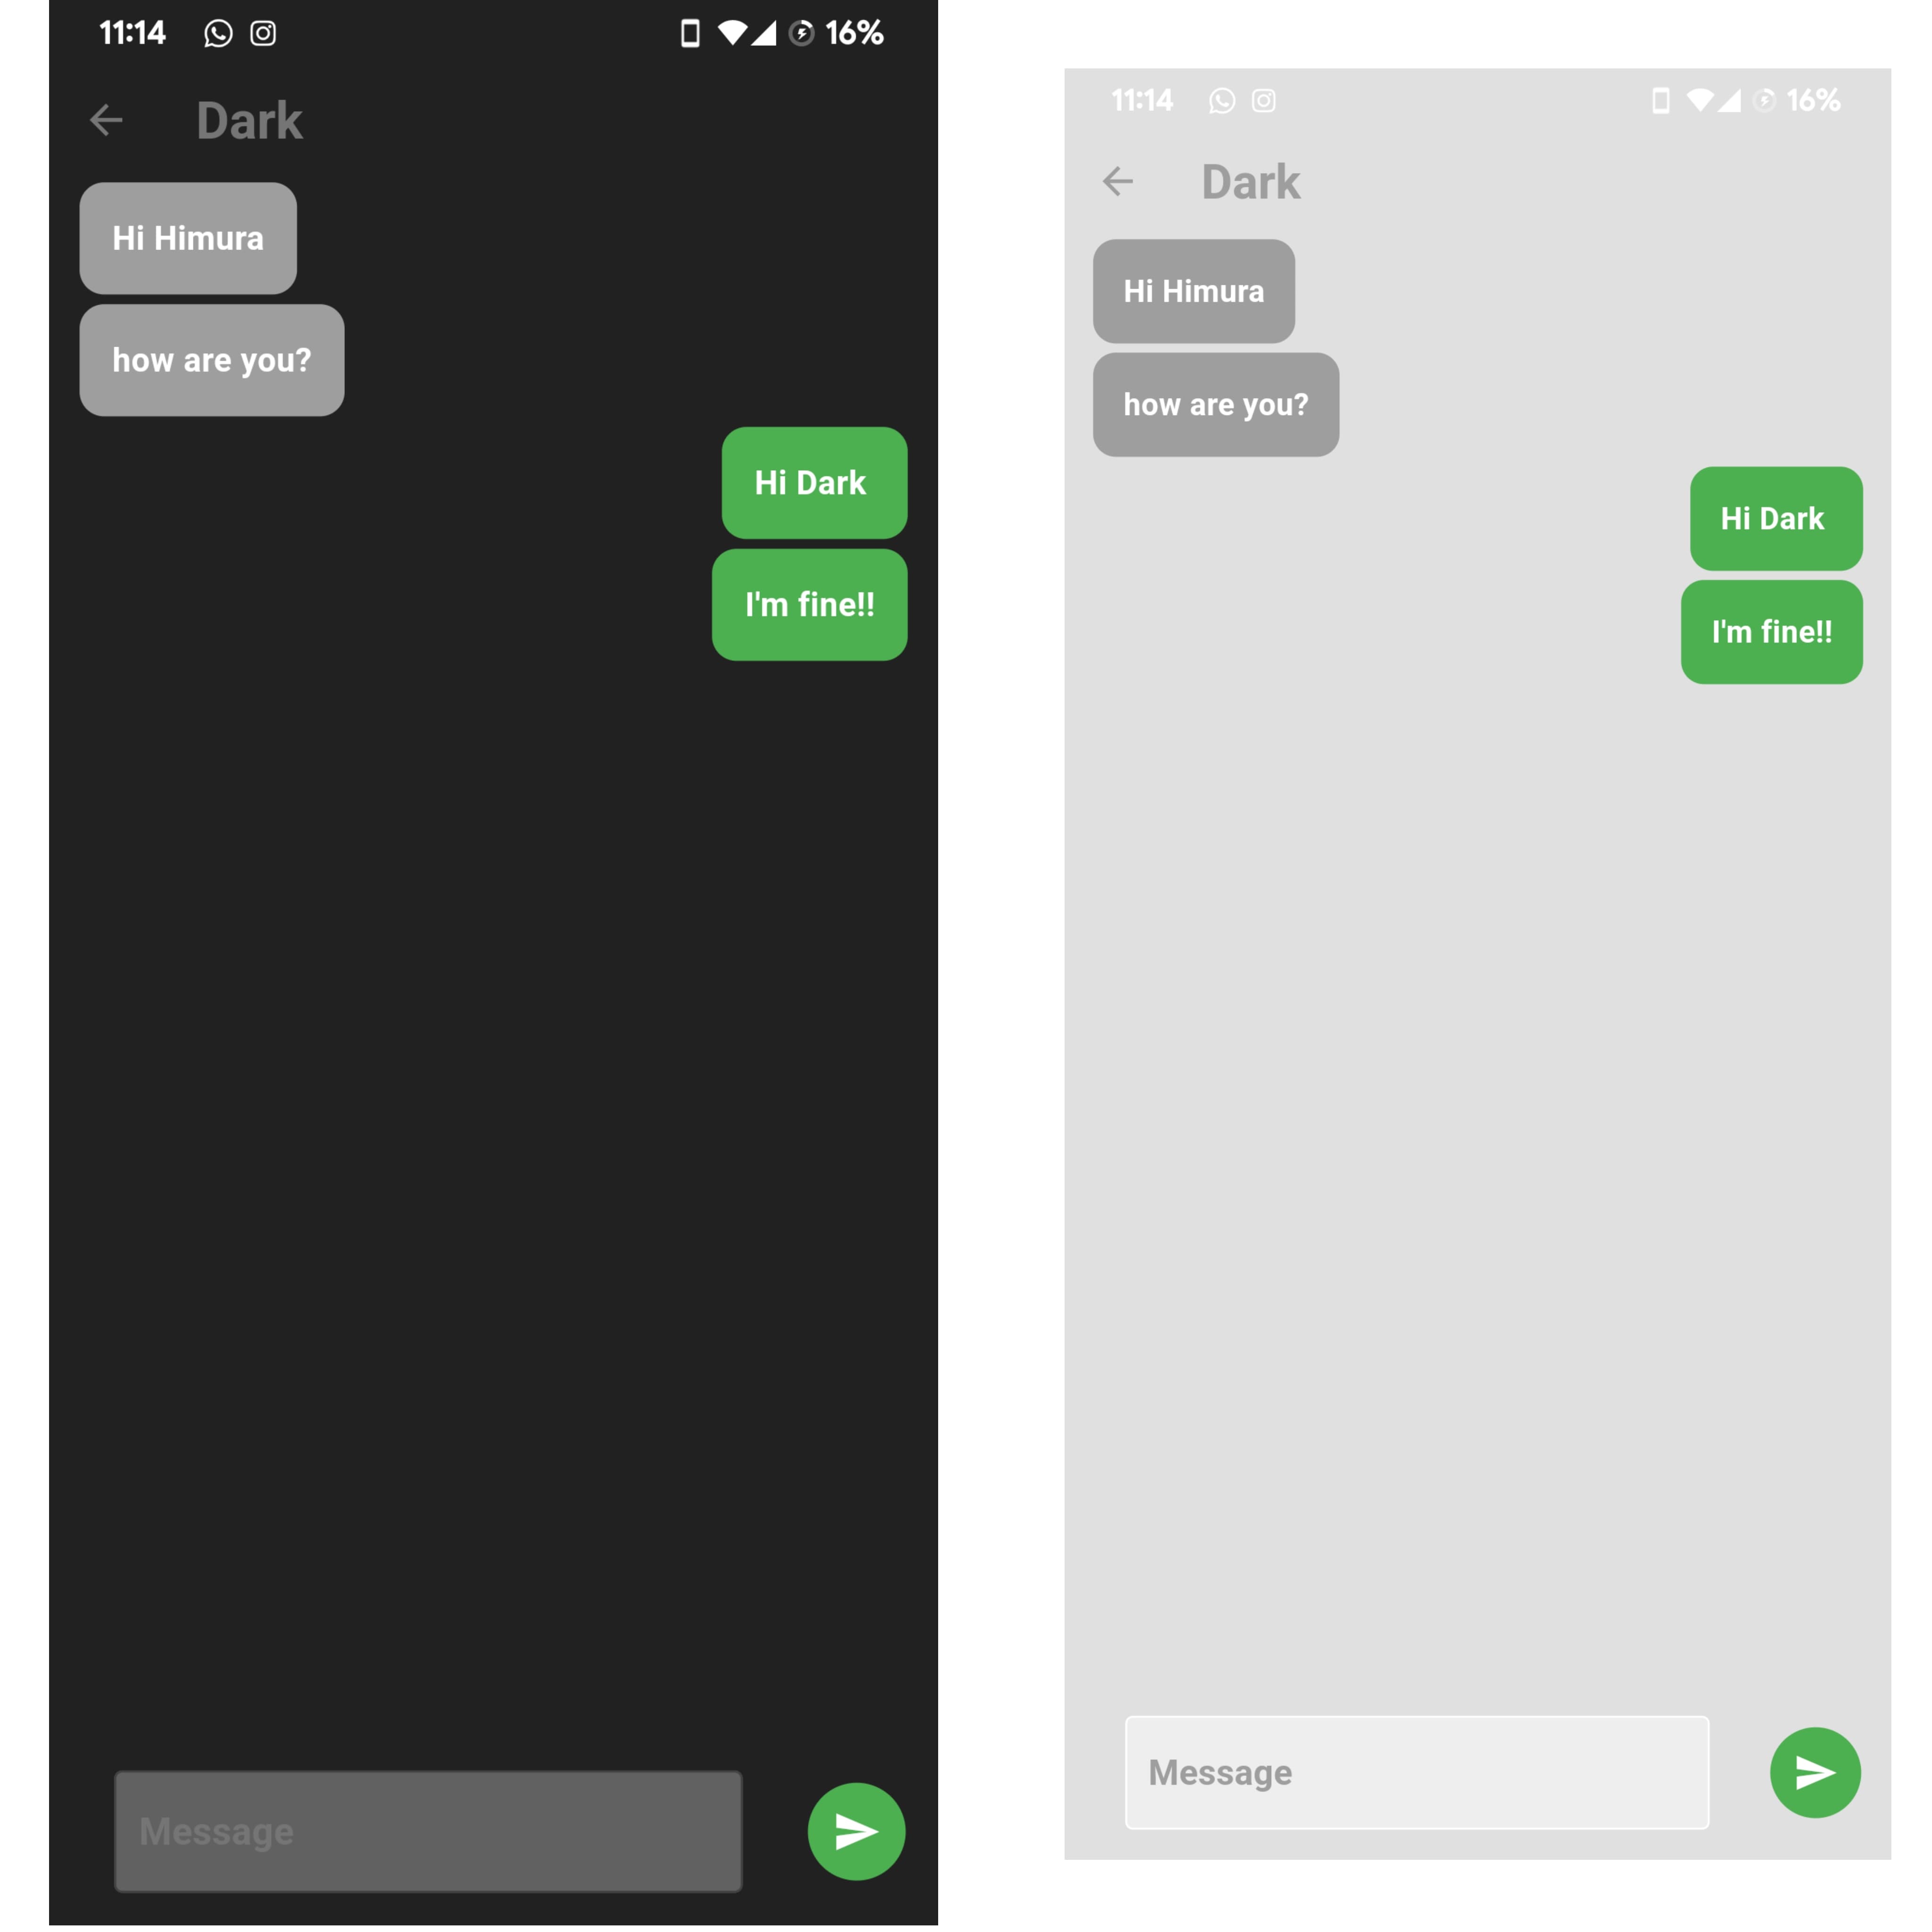 11:14 16%
Dark
Hi Himura
how are you?
Hi Dark
I'm fine!!
Message
11:14 16%
Dark
Hi Himura
how are you?
Hi Dark
I'm fine!!
Message